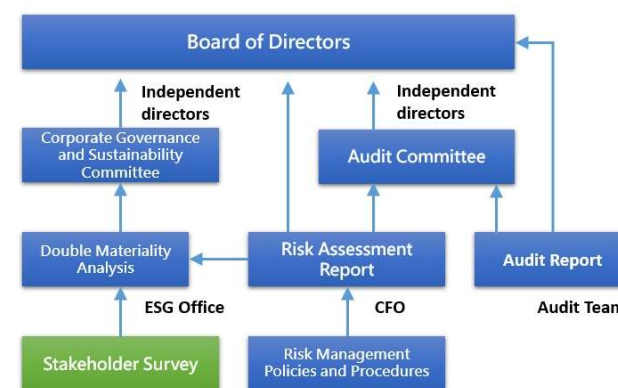 Board of Directors
Independent
directors
Independent
directors
Corporate Governance
and Sustainability
Committee
Audit Committee
Double Materiality
Analysis
Risk Assessment
Report
Audit Report
ESG Office
CFO
Audit Team
Stakeholder Survey
Risk Management
Policies and Procedures